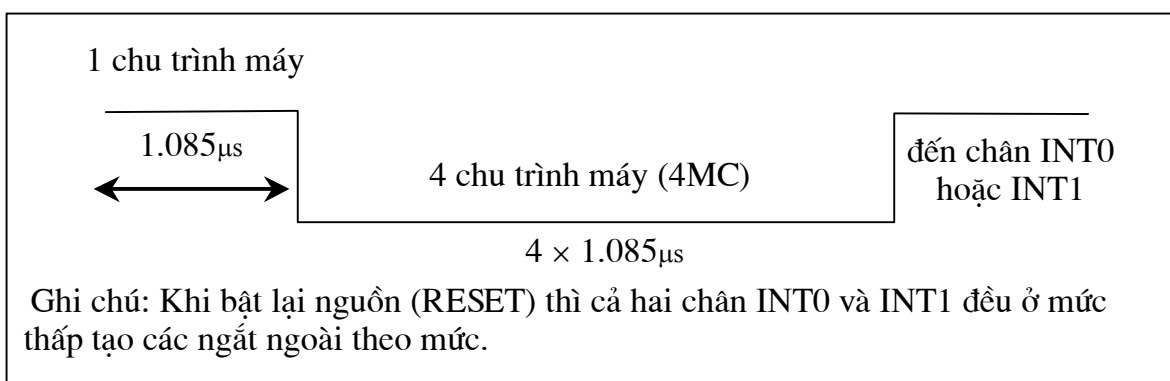 1 chu trình máy
1.085μs
4 chu trình máy (4MC)
đến chân INT0
hoặc INT1
4 × 1.085μs
Ghi chú: Khi bật lại nguồn (RESET) thì cả hai chân INT0 và INT1 đều ở mức
thấp tạo các ngắt ngoài theo mức.